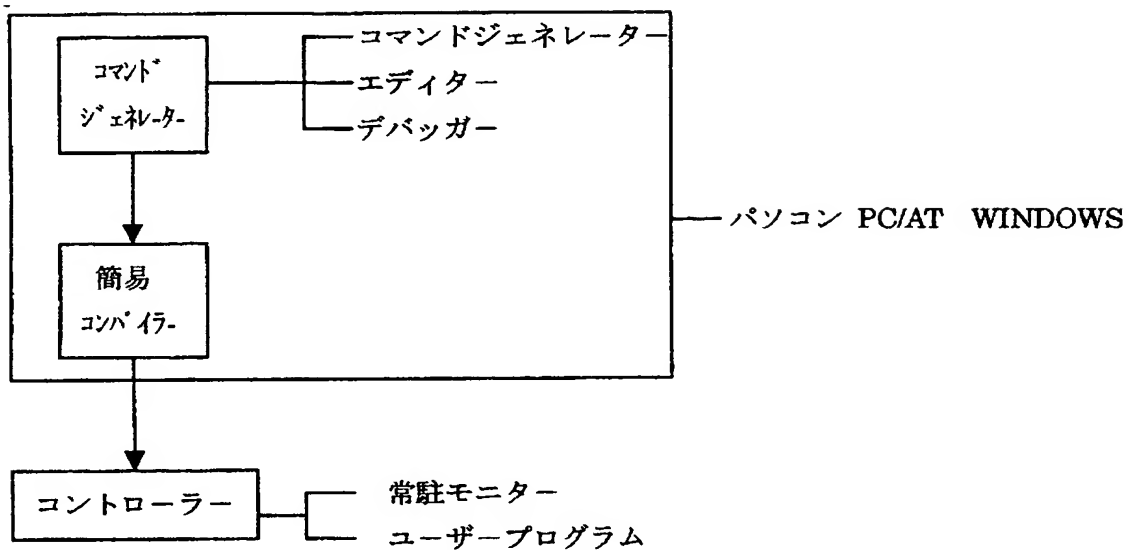 コマンドジェネレーター
エディター
デバッガー
ｺﾏﾝﾄﾞ
ｼﾞｪﾈﾚｰﾀｰ
パソコン PC/AT WINDOWS
簡易
ｺﾝﾊﾟｲﾗｰ
コントローラー
常駐モニター
ユーザープログラム